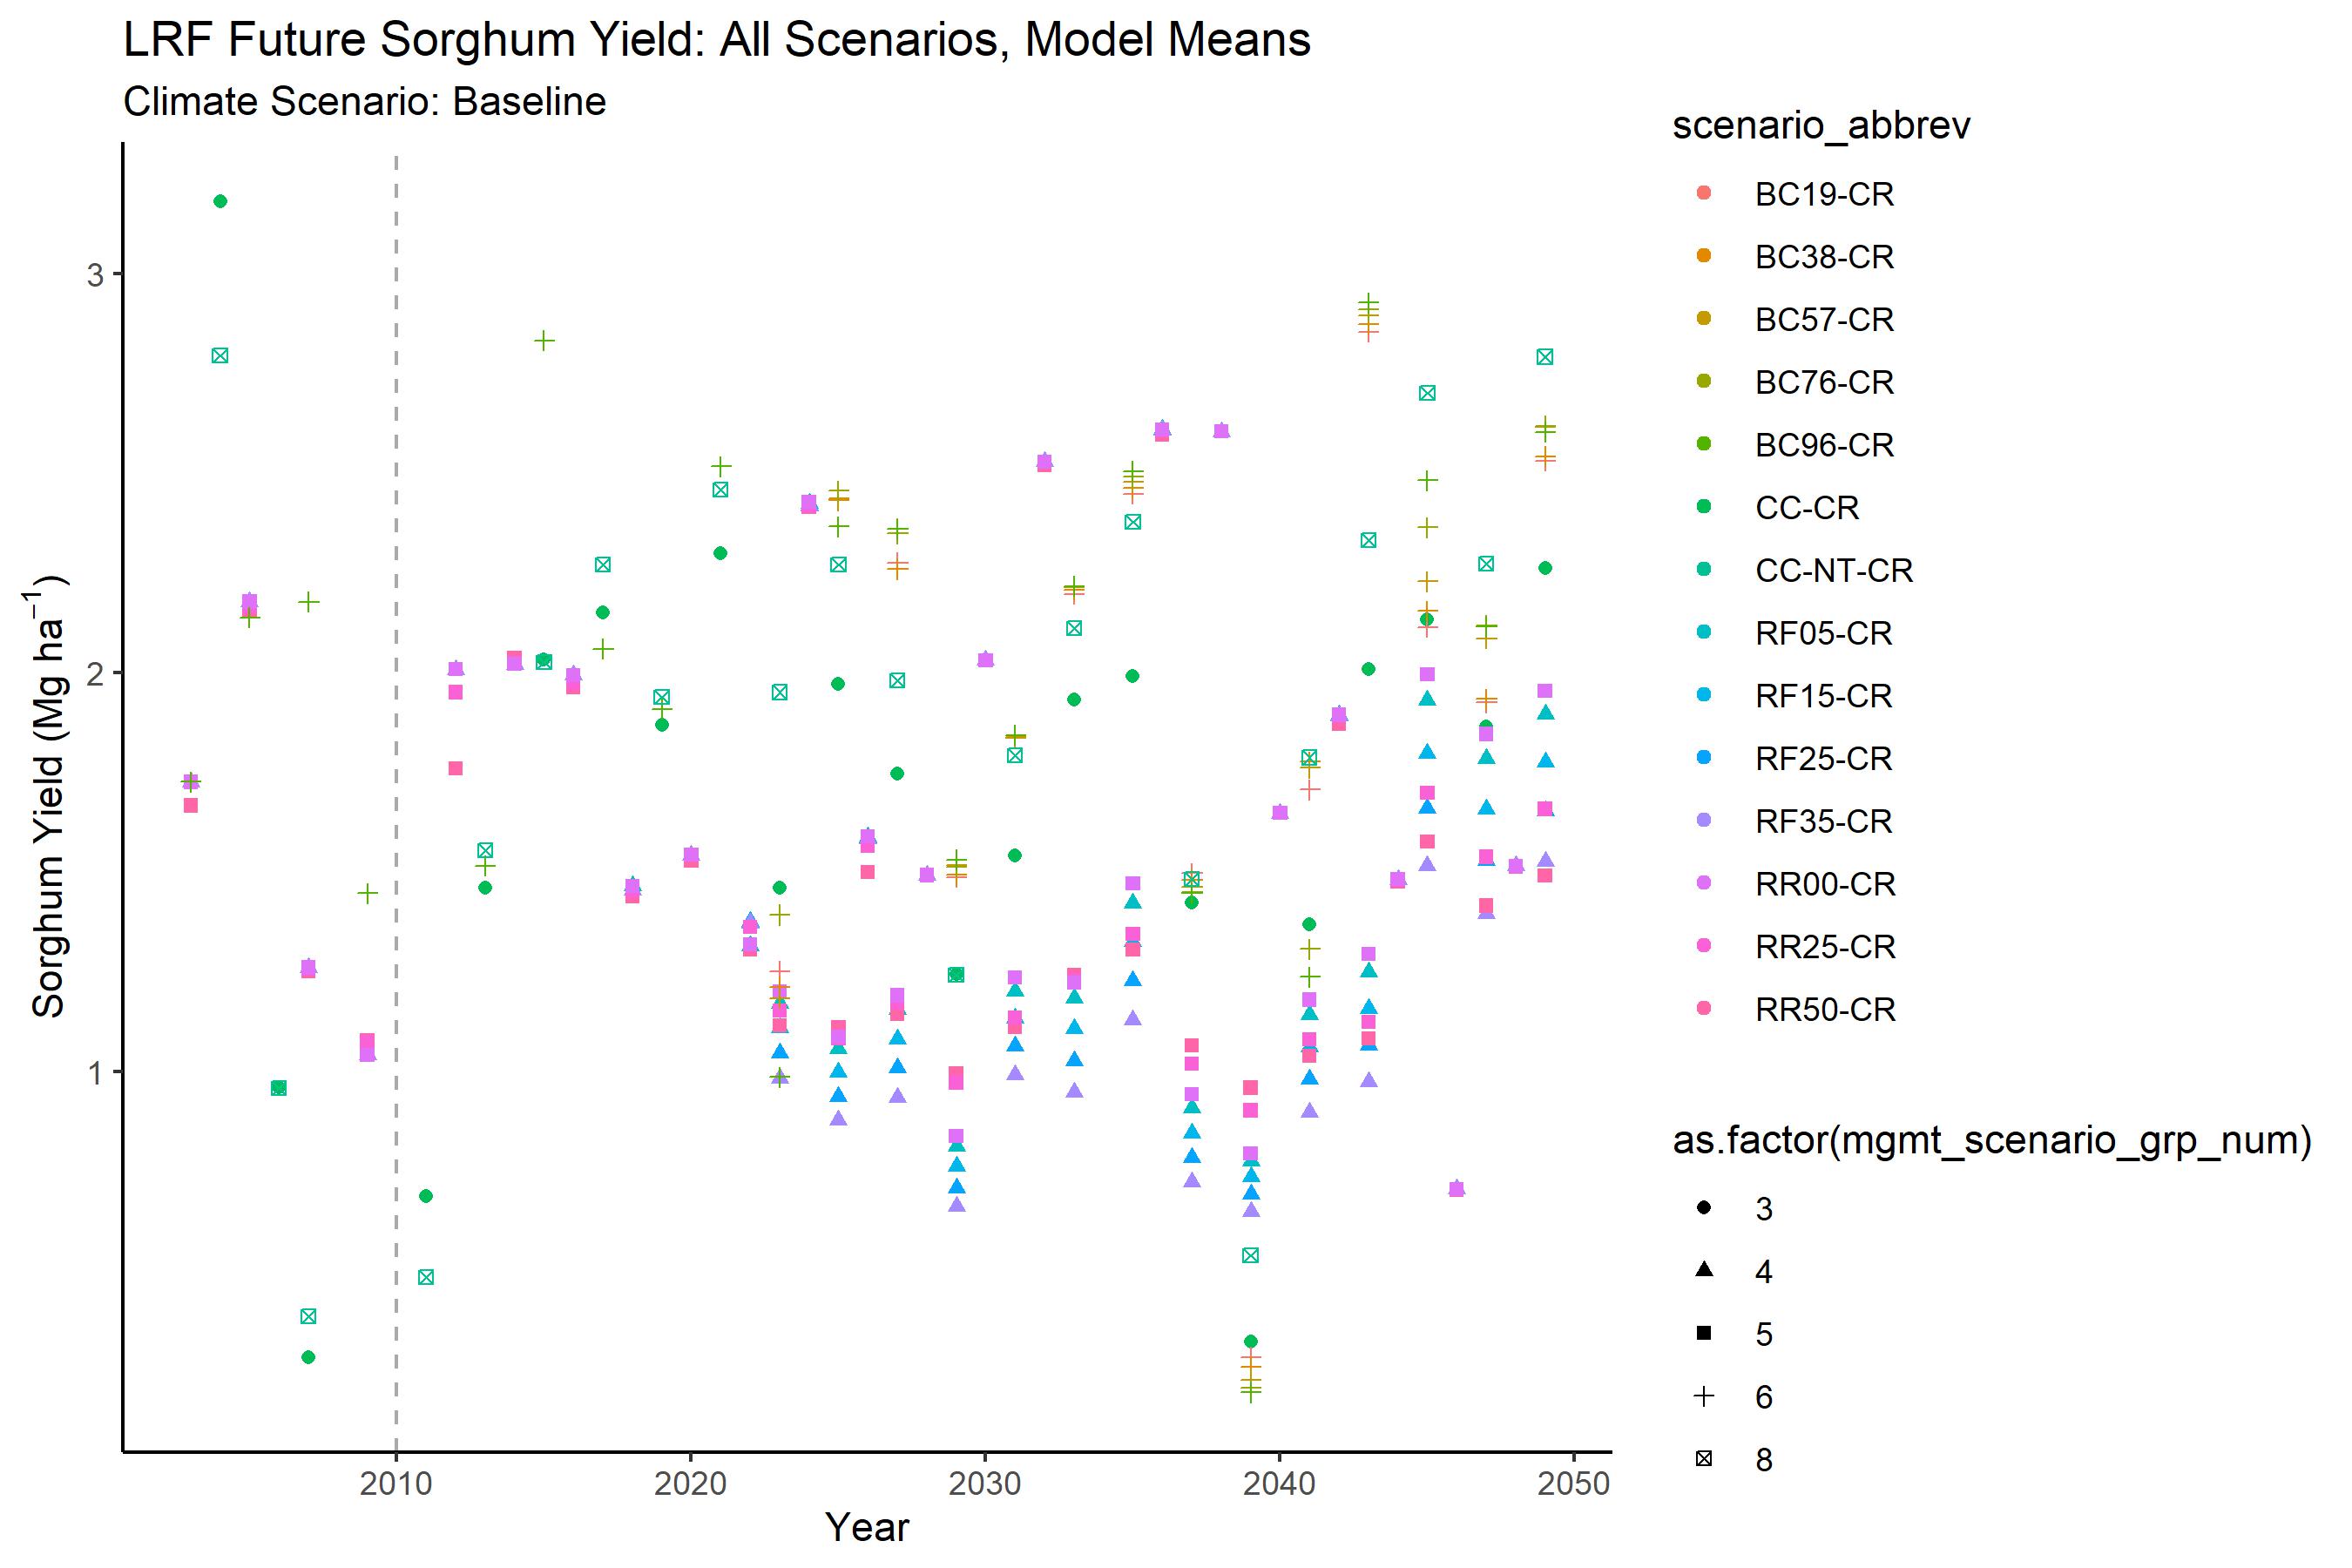 LRF Future Sorghum Yield: All Scenarios, Model Means
Climate Scenario: Baseline
Sorghum Yield (Mg ha⁻¹)
3
2
1
2010
2020
2030
2040
2050
Year
scenario_abbrev
BC19-CR
BC38-CR
BC57-CR
BC76-CR
BC96-CR
CC-CR
CC-NT-CR
RF05-CR
RF15-CR
RF25-CR
RF35-CR
RR00-CR
RR25-CR
RR50-CR
as.factor(mgmt_scenario_grp_num)
3
4
5
6
8